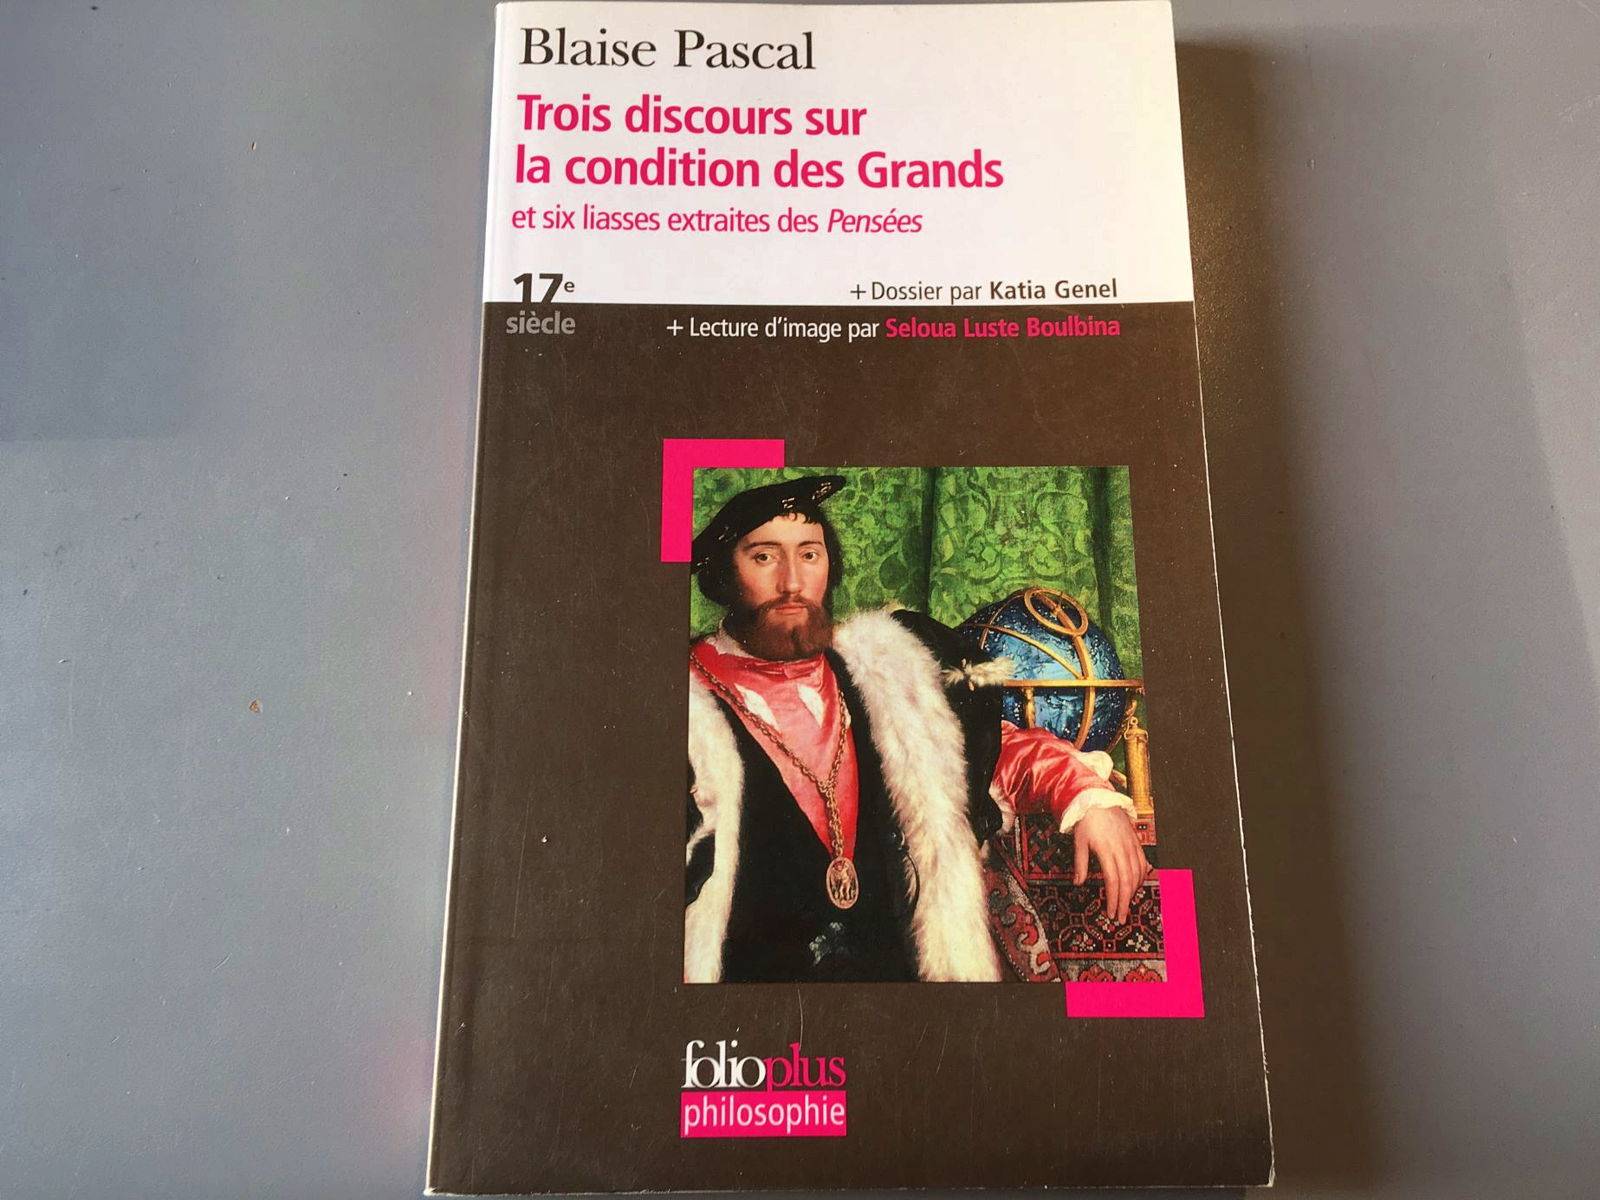 Blaise Pascal
Trois discours sur
la condition des Grands
et six liasses extraites des Pensées
17e
siècle
+ Dossier par Katia Genel
+ Lecture d'image par Seloua Luste Boulbina
folioplus
philosophie